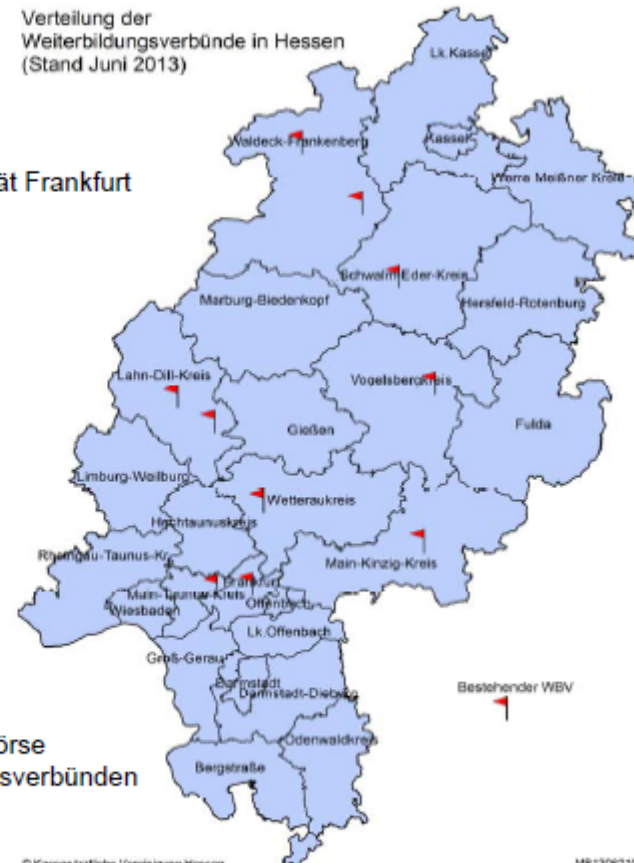 Verteilung der
Weiterbildungsverbünde in Hessen
(Stand Juni 2013)
Lk.Kassel
Kassel
Waldeck-Frankenberg
Werra Meißner Kreis
ät Frankfurt
Schwalm-Eder-Kreis
Marburg-Biedenkopf
Hersfeld-Rotenburg
Lahn-Dill-Kreis
Vogelsbergkreis
Gießen
Fulda
Limburg-Weilburg
Wetteraukreis
Hochtaunuskreis
Rheingau-Taunus-Kr.
Main-Kinzig-Kreis
Frankfurt
Main-Taunus-Kreis
Offenbach
Wiesbaden
Lk.Offenbach
Groß-Gerau
Darmstadt
Darmstadt-Dieburg
Bestehender WBV
Odenwaldkreis
örse
Bergstraße
sverbünden